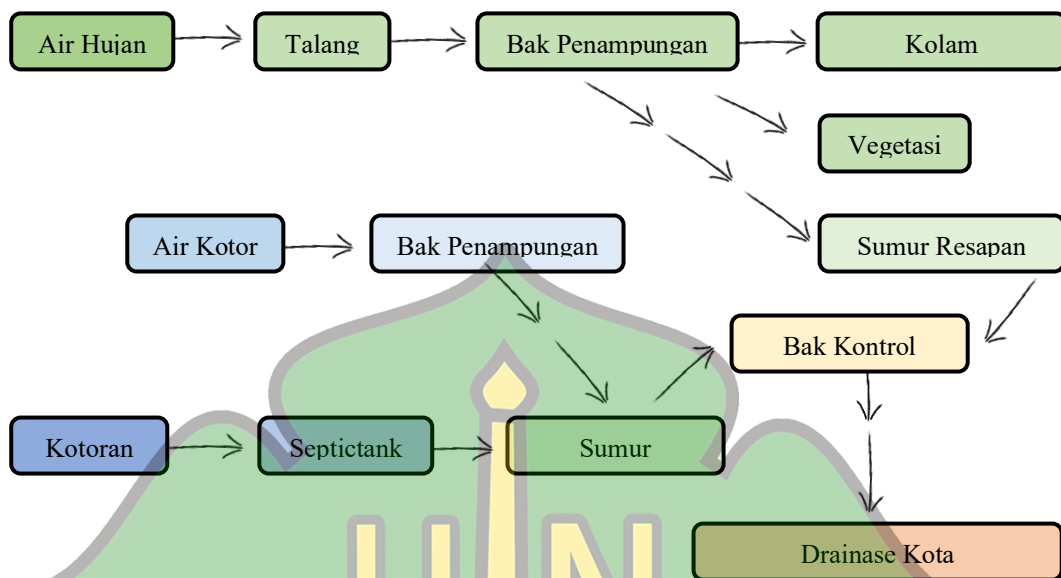 Air Hujan
Talang
Bak Penampungan
Kolam
Vegetasi
Air Kotor
Bak Penampungan
Sumur Resapan
Bak Kontrol
Kotoran
Septictank
Sumur
UIN
Drainase Kota